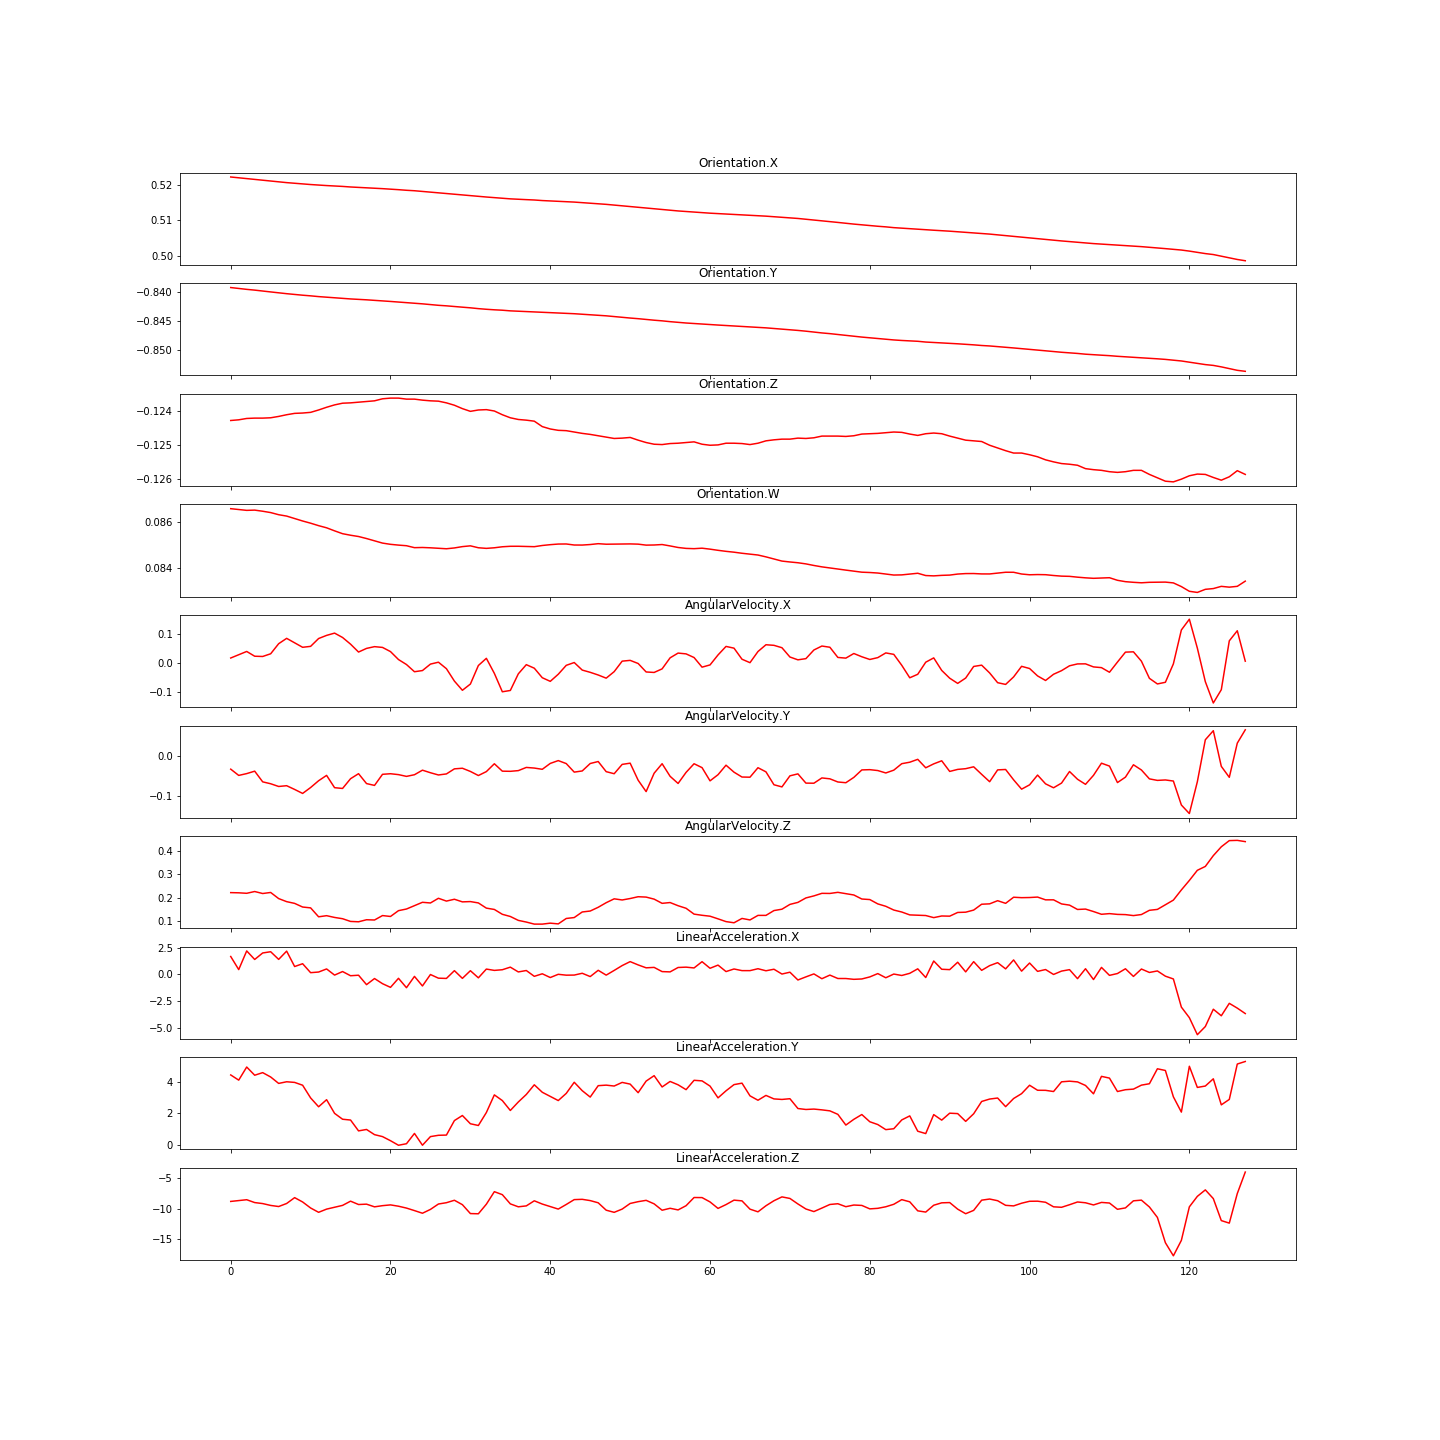 Orientation.X
0.52
0.51
0.50
Orientation.Y
−0.840
−0.845
−0.850
Orientation.Z
−0.124
−0.125
−0.126
Orientation.W
0.086
0.084
AngularVelocity.X
0.1
0.0
−0.1
AngularVelocity.Y
0.0
−0.1
AngularVelocity.Z
0.4
0.3
0.2
0.1
LinearAcceleration.X
2.5
0.0
−2.5
−5.0
LinearAcceleration.Y
4
2
0
LinearAcceleration.Z
−5
−10
−15
0 20 40 60 80 100 120